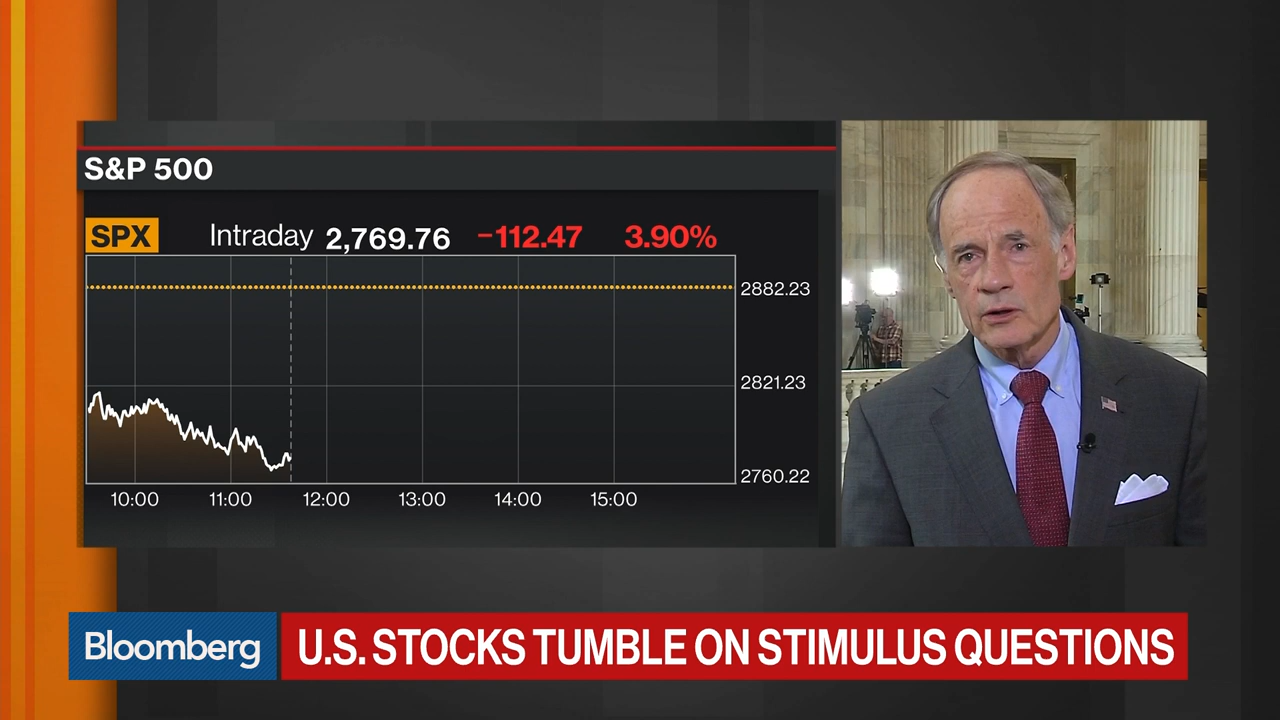 S&P 500
SPX Intraday 2,769.76 -112.47 3.90%
2882.23
2821.23
2760.22
10:00 11:00 12:00 13:00 14:00 15:00
Bloomberg U.S. STOCKS TUMBLE ON STIMULUS QUESTIONS